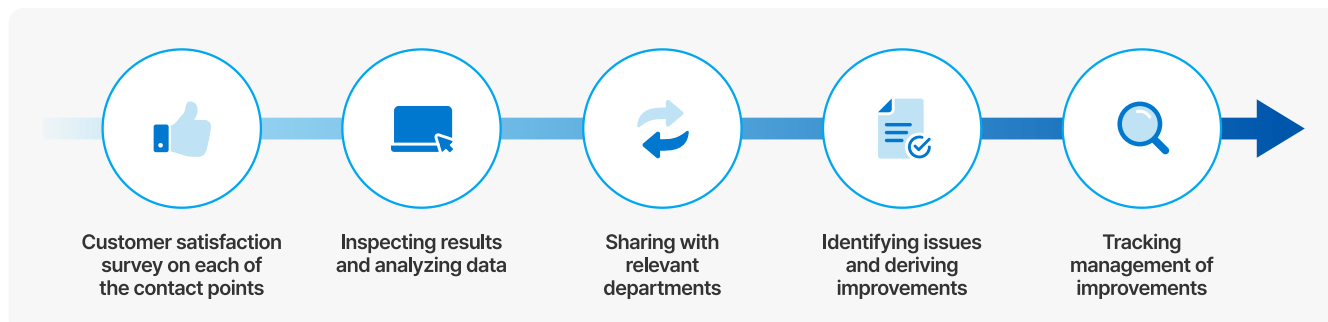 Customer satisfaction
survey on each of
the contact points
Inspecting results
and analyzing data
Sharing with
relevant
departments
Identifying issues
and deriving
improvements
Tracking
management of
improvements